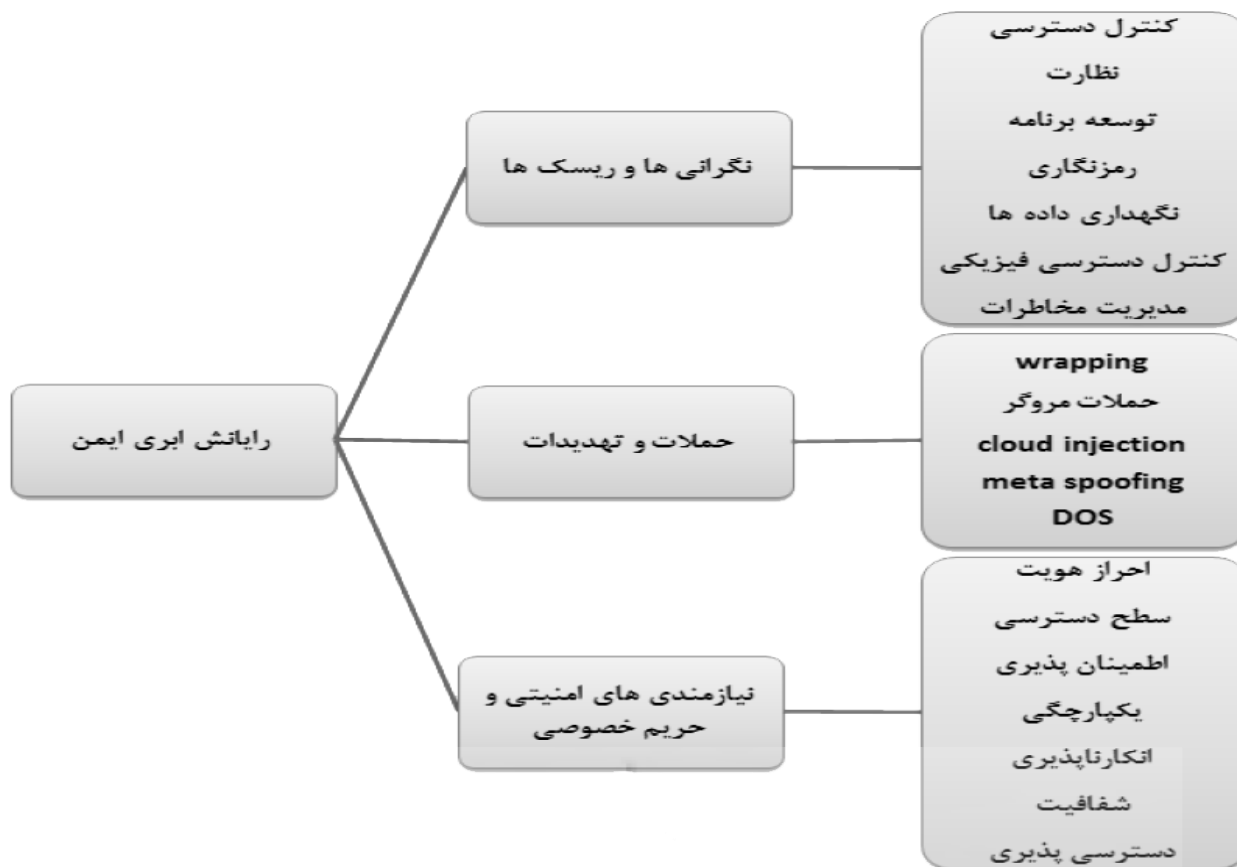 رایانش ابری ایمن
نگرانی ها و ریسک ها
کنترل دسترسی
نظارت
توسعه برنامه
رمزنگاری
نگهداری داده ها
کنترل دسترسی فیزیکی
مدیریت مخاطرات
حملات و تهدیدات
wrapping
حملات مروگر
cloud injection
meta spoofing
DOS
نیازمندی های امنیتی و
حریم خصوصی
احراز هویت
سطح دسترسی
اطمینان پذیری
یکپارچگی
انکارناپذیری
شفافیت
دسترسی پذیری